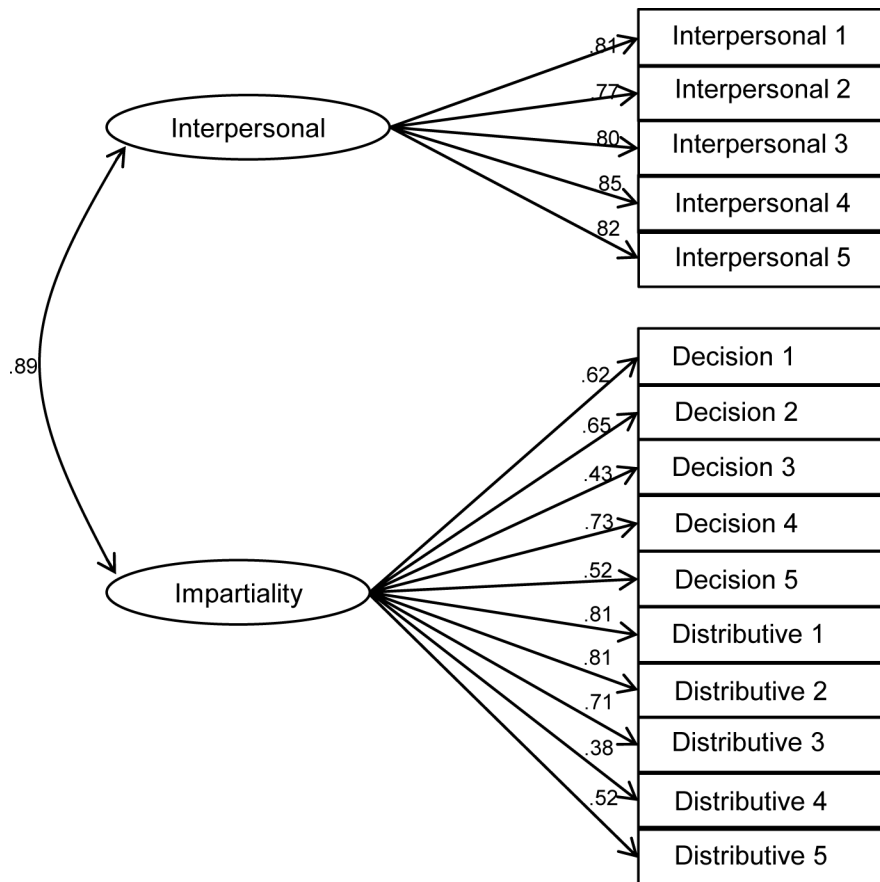 Interpersonal 1
.81
Interpersonal 2
.77
Interpersonal
Interpersonal 3
.80
Interpersonal 4
.85
Interpersonal 5
.82
.89
Decision 1
.62
Decision 2
.65
Decision 3
.43
Decision 4
.73
Decision 5
.52
Impartiality
Distributive 1
.81
Distributive 2
.81
Distributive 3
.71
Distributive 4
.38
Distributive 5
.52